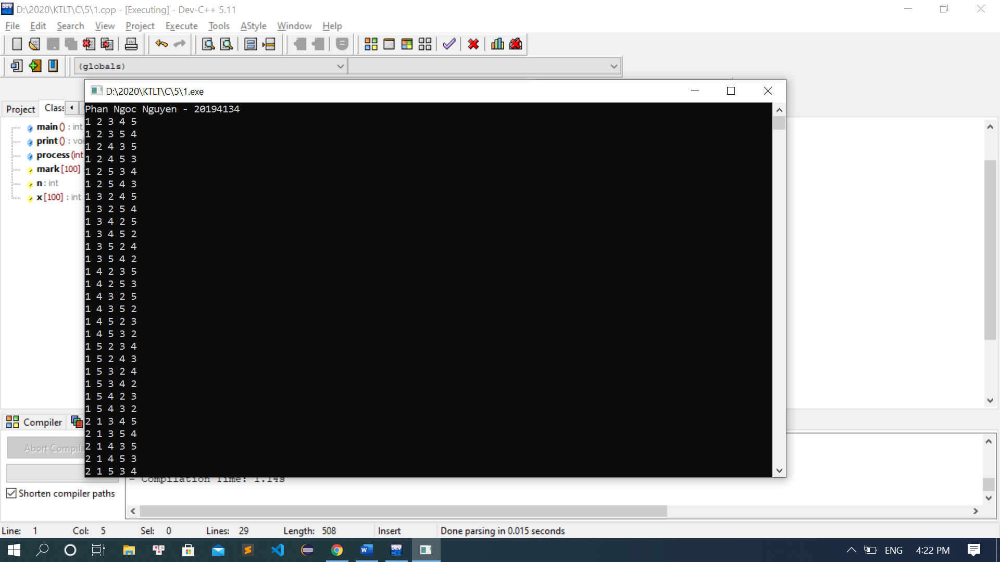 D:\2020\KTLT\C\5\1.cpp - [Executing] - Dev-C++ 5.11
File Edit Search View Project Execute Tools AStyle Window Help
(globals)
D:\2020\KTLT\C\5\1.exe
Project Class
main () : int
print () : voi
process (int
mark [100]
n : int
x [100] : int
Phan Ngoc Nguyen - 20194134
1 2 3 4 5
1 2 3 5 4
1 2 4 3 5
1 2 4 5 3
1 2 5 3 4
1 2 5 4 3
1 3 2 4 5
1 3 2 5 4
1 3 4 2 5
1 3 4 5 2
1 3 5 2 4
1 3 5 4 2
1 4 2 3 5
1 4 2 5 3
1 4 3 2 5
1 4 3 5 2
1 4 5 2 3
1 4 5 3 2
1 5 2 3 4
1 5 2 4 3
1 5 3 2 4
1 5 3 4 2
1 5 4 2 3
1 5 4 3 2
2 1 3 4 5
2 1 3 5 4
2 1 4 3 5
2 1 4 5 3
2 1 5 3 4
Compiler
Abort Compila
- Compilation Time: 1.14s
Shorten compiler paths
Line: 1 Col: 5 Sel: 0 Lines: 29 Length: 508 Insert Done parsing in 0.015 seconds
ENG 4:22 PM